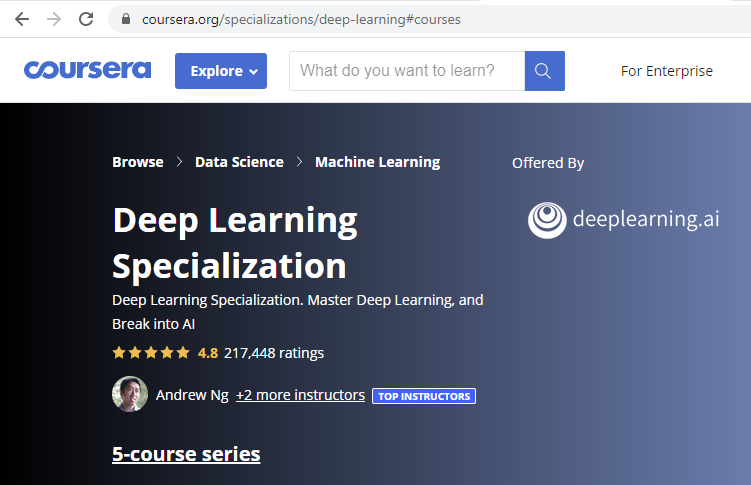 coursera.org/specializations/deep-learning#courses
coursera
Explore
What do you want to learn?
For Enterprise
Browse > Data Science > Machine Learning
Offered By
Deep Learning
Specialization
deeplearning.ai
Deep Learning Specialization. Master Deep Learning, and
Break into AI
4.8 217,448 ratings
Andrew Ng +2 more instructors TOP INSTRUCTORS
5-course series